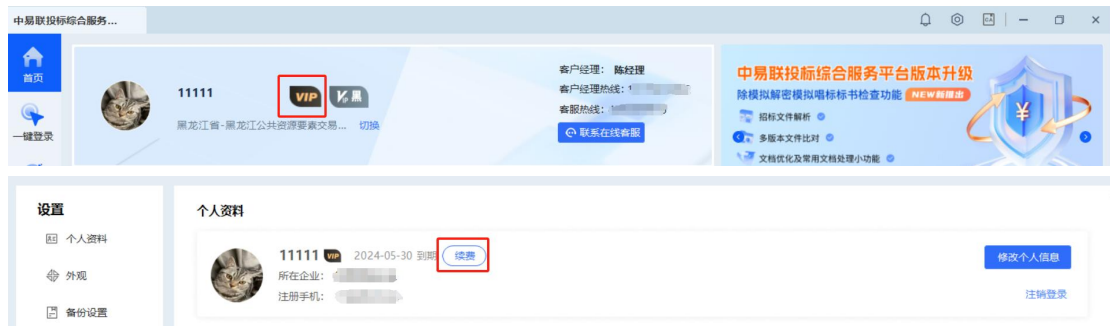 中易联投标综合服务...
首页
11111 VIP 黑
黑龙江省-黑龙江公共资源要素交易... 切换
客户经理： 陈经理
客户经理热线：
客服热线：
联系在线客服
中易联投标综合服务平台版本升级
除模拟解密模拟唱标标书检查功能 NEW新推出
招标文件解析
多版本文件比对
文档优化及常用文档处理小功能
一键登录
设置
个人资料
外观
备份设置
个人资料
11111 VIP 2024-05-30 到期 续费
所在企业：
注册手机：
修改个人信息
注销登录